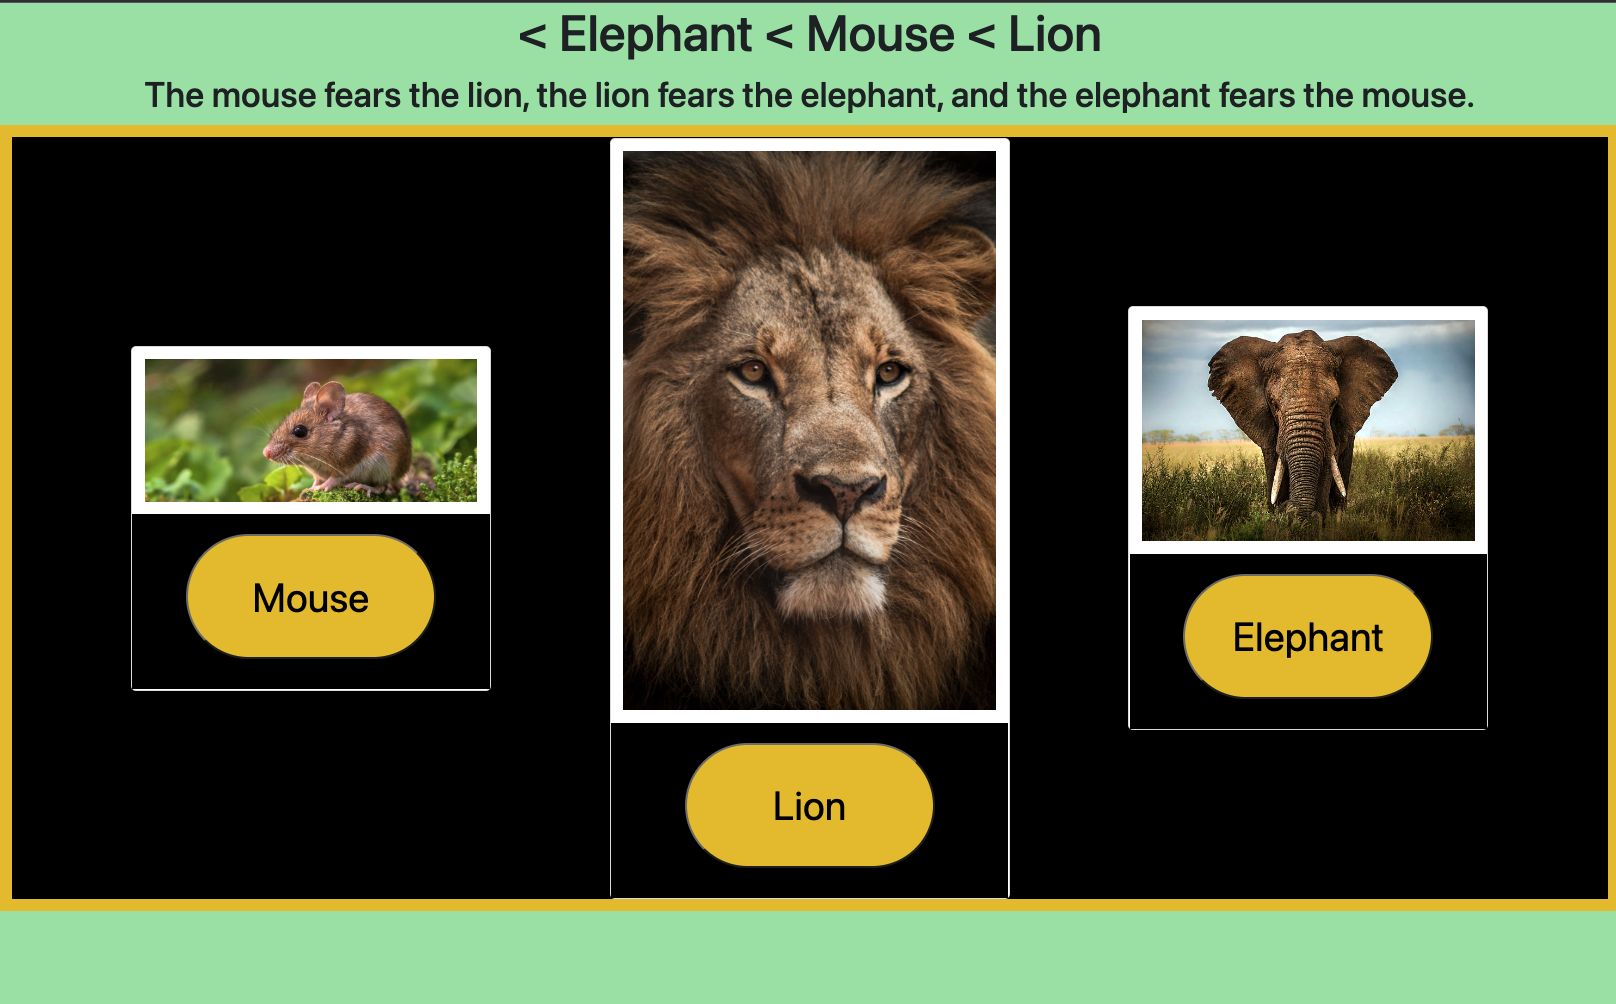 < Elephant < Mouse < Lion
The mouse fears the lion, the lion fears the elephant, and the elephant fears the mouse.
Mouse
Lion
Elephant